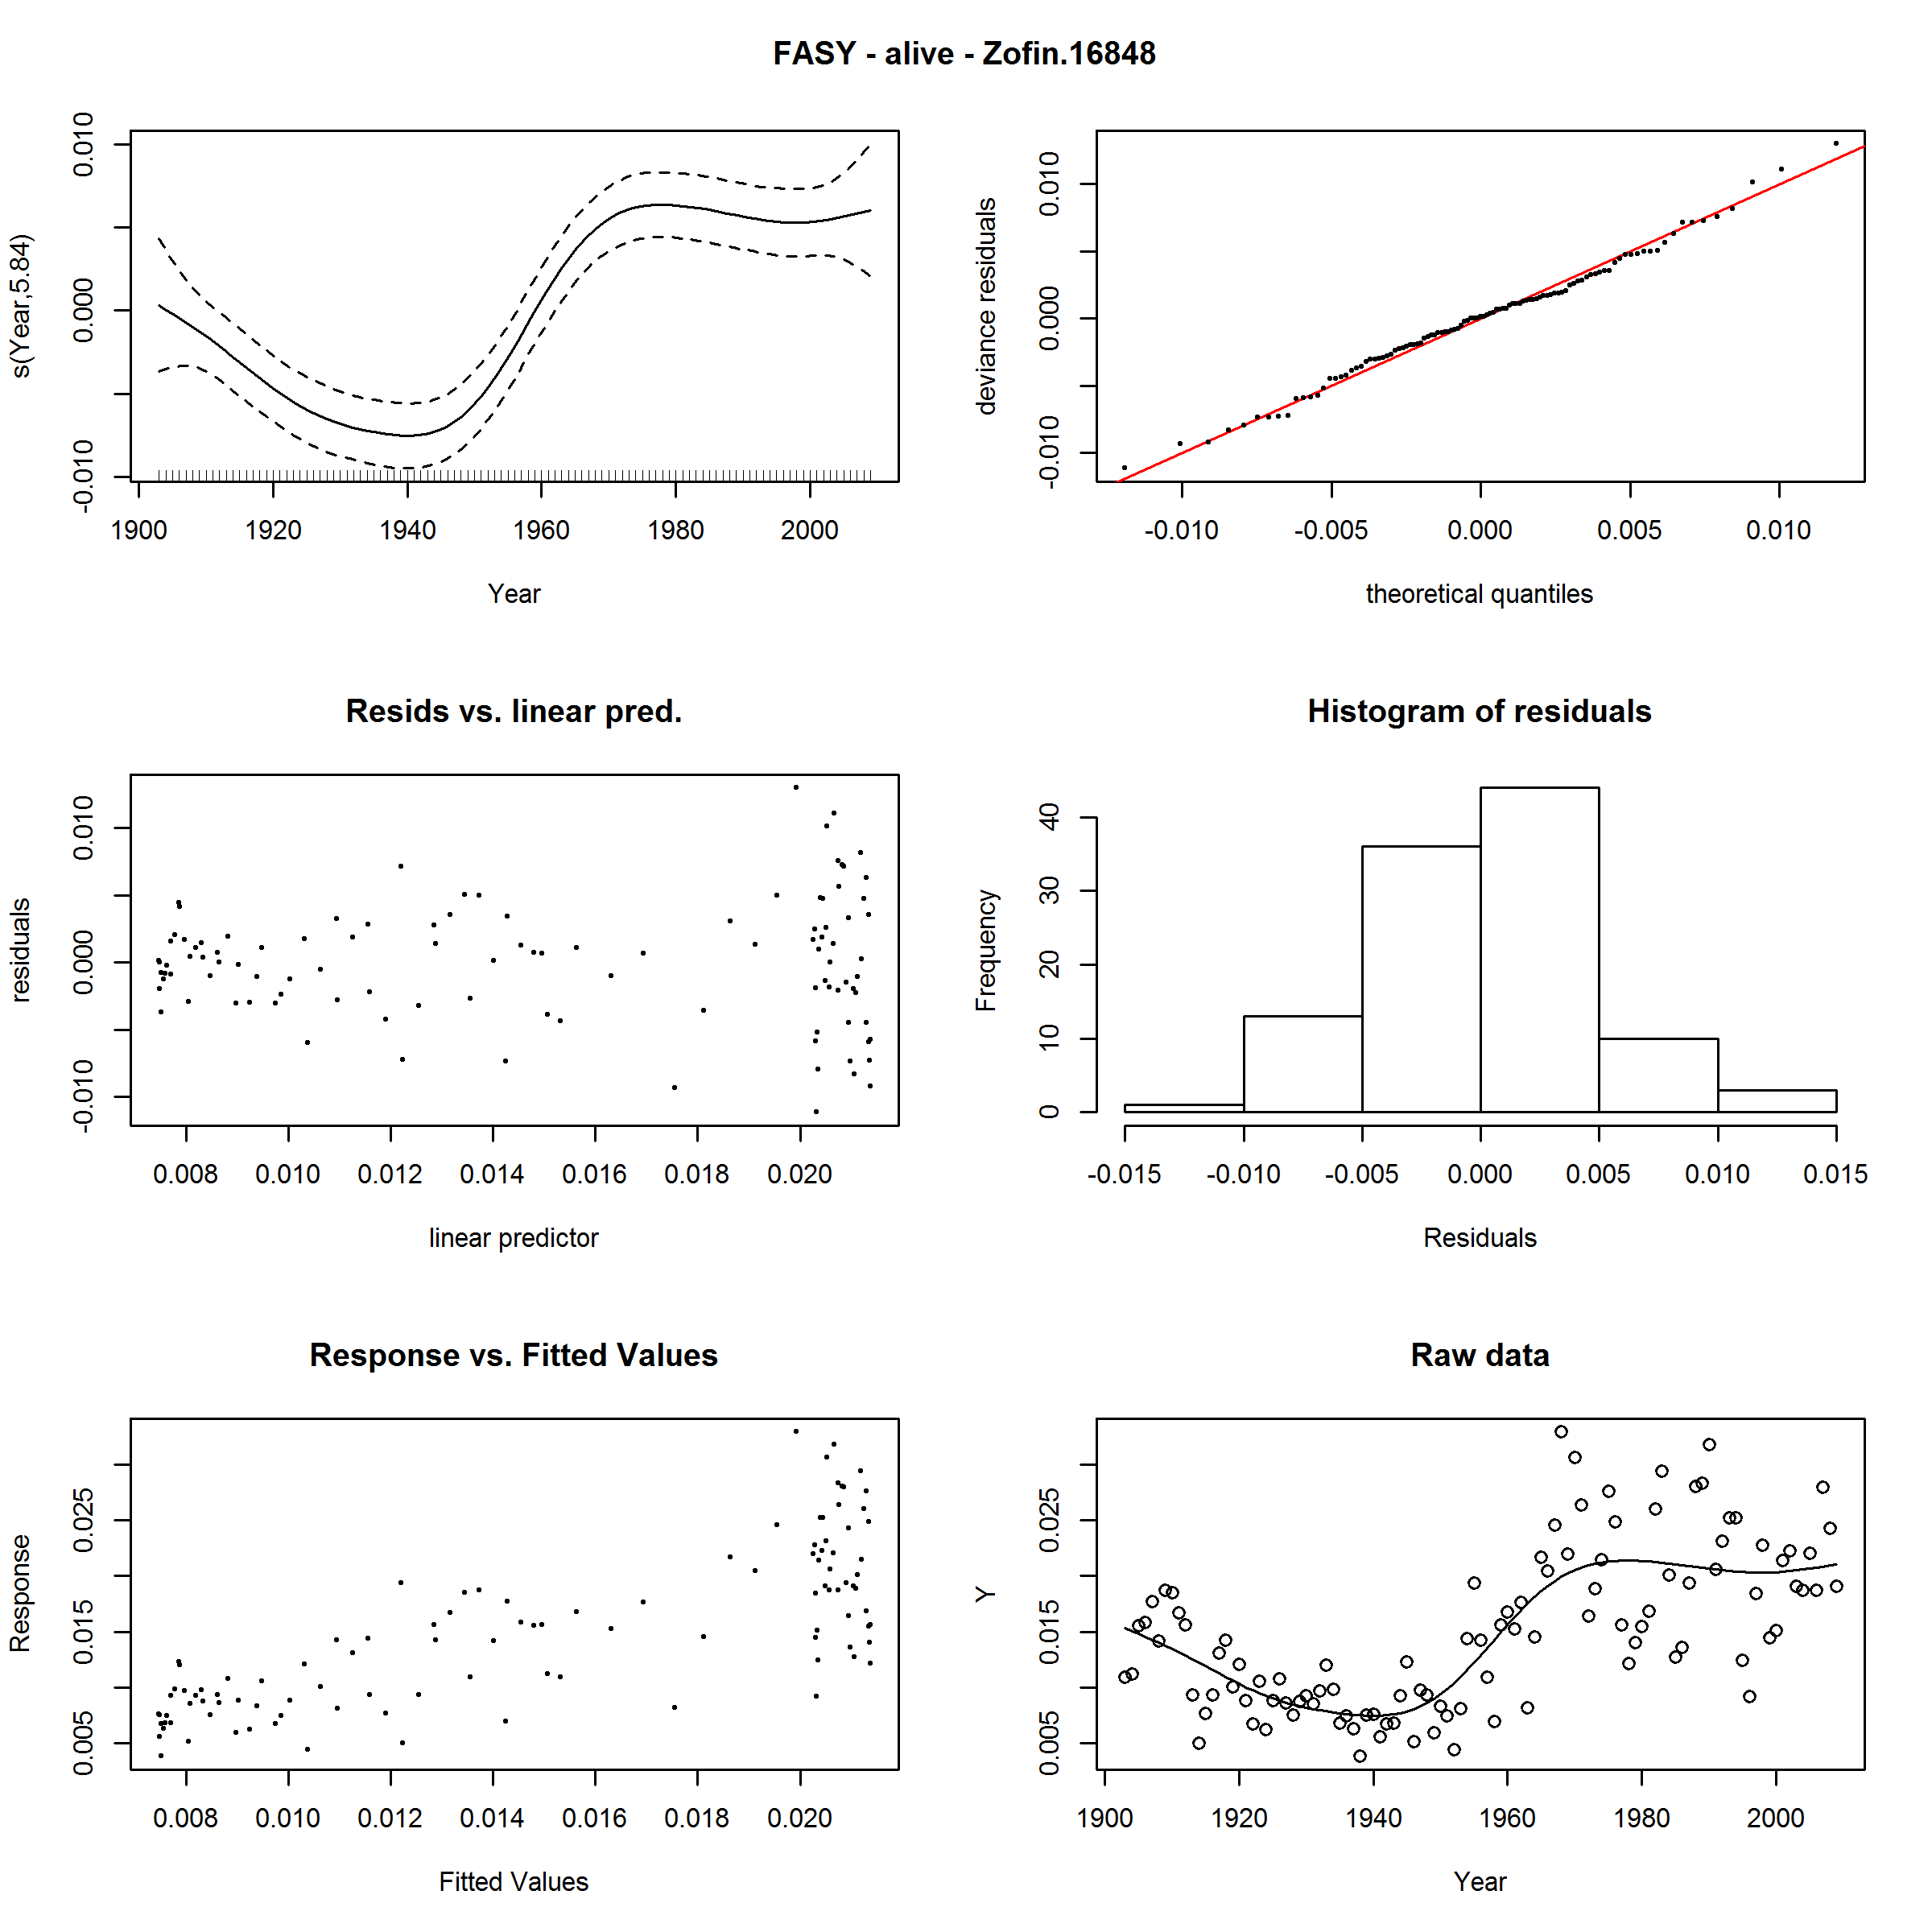 FASY - alive - Zofin.16848
s(Year,5.84)
0.010
0.000
-0.010
1900 1920 1940 1960 1980 2000
Year
deviance residuals
0.010
0.000
-0.010
-0.010 -0.005 0.000 0.005 0.010
theoretical quantiles
Resids vs. linear pred.
residuals
0.010
0.000
-0.010
0.008 0.010 0.012 0.014 0.016 0.018 0.020
linear predictor
Histogram of residuals
Frequency
40
30
20
10
0
-0.015 -0.010 -0.005 0.000 0.005 0.010 0.015
Residuals
Response vs. Fitted Values
Response
0.025
0.015
0.005
0.008 0.010 0.012 0.014 0.016 0.018 0.020
Fitted Values
Raw data
Y
0.025
0.015
0.005
1900 1920 1940 1960 1980 2000
Year